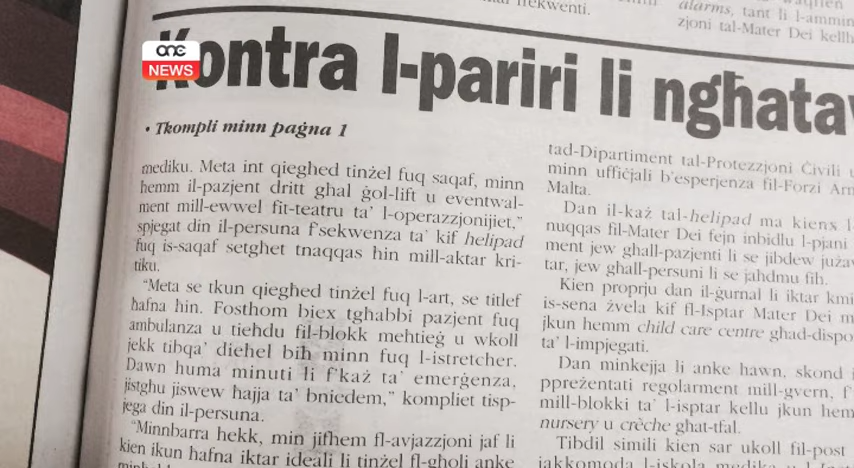 frekwenti.
alarms, tant li l-ammin
zjoni tal-Mater Dei kellh
one
NEWS
Kontra l-pariri li ngħatav
• Tkompli minn paġna 1
mediku. Meta int qiegħed tinżel fuq saqaf, minn
hemm il-pazjent dritt għal ġol-lift u eventwal-
ment mill-ewwel fit-teatru ta' l-operazzjonijiet,"
spjegat din il-persuna f'sekwenza ta' kif helipad
fuq is-saqaf setgħet tnaqqas ħin mill-aktar kri-
tiku.
"Meta se tkun qiegħed tinżel fuq l-art, se titlef
ħafna ħin. Fosthom biex tgħabbi pazjent fuq
ambulanza u tieħdu fil-blokk meħtieġ u wkoll
jekk tibqa' dieħel biħ minn fuq l-istretcher.
Dawn huma minuti li f'każ ta' emerġenza,
jistgħu jiswew ħajja ta' bniedem," kompliet tisp-
jega din il-persuna.
"Minnbarra hekk, min jifhem fl-avjazzjoni jaf li
kien ikun ħafna iktar ideali li tinżel fl-għoli anke
tad-Dipartiment tal-Protezzjoni Ċivili u
minn uffiċjali b'esperjenza fil-Forzi Arm
Malta.
Dan il-każ tal-helipad ma kienx l-
nuqqas fil-Mater Dei fejn inbidlu l-pjani
ment jew għall-pazjenti li se jibdew juża
tar, jew għall-persuni li se jaħdmu fih.
Kien proprju dan il-ġurnal li iktar kmi
is-sena żvela kif fl-Isptar Mater Dei m
jkun hemm child care centre għad-dispo
ta' l-impjegati.
Dan minkejja li anke hawn, skond
ppreżentati regolarment mill-gvern, f'
mill-blokki ta' l-isptar kellu jkun hem
nursery u crèche għat-tfal.
Tibdil simili kien sar ukoll fil-post
jakkomoda l-iskola